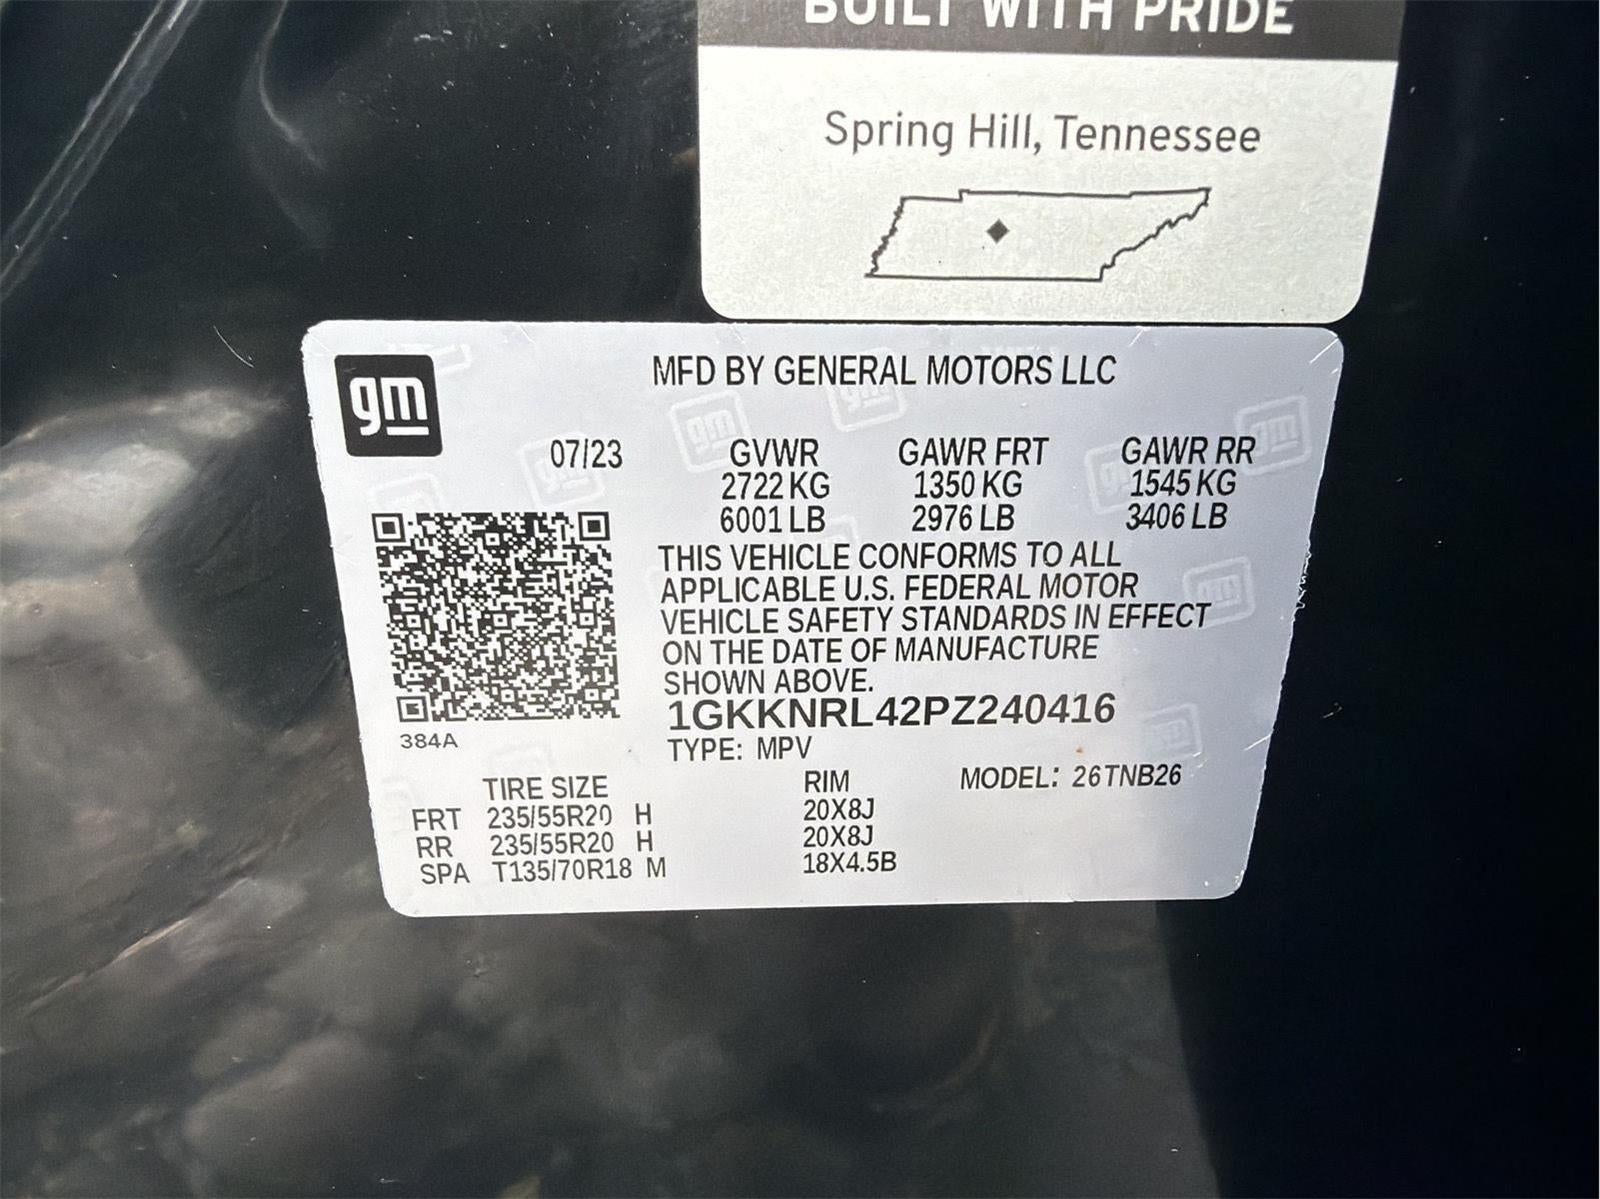 BUILT WITH PRIDE
Spring Hill, Tennessee
gm
MFD BY GENERAL MOTORS LLC
07/23 GVWR GAWR FRT GAWR RR
2722 KG 1350 KG 1545 KG
6001 LB 2976 LB 3406 LB
THIS VEHICLE CONFORMS TO ALL
APPLICABLE U.S. FEDERAL MOTOR
VEHICLE SAFETY STANDARDS IN EFFECT
ON THE DATE OF MANUFACTURE
SHOWN ABOVE.
1GKKNRL42PZ240416
384A
TYPE: MPV
TIRE SIZE RIM MODEL: 26TNB26
FRT 235/55R20 H 20X8J
RR 235/55R20 H 20X8J
SPA T135/70R18 M 18X4.5B